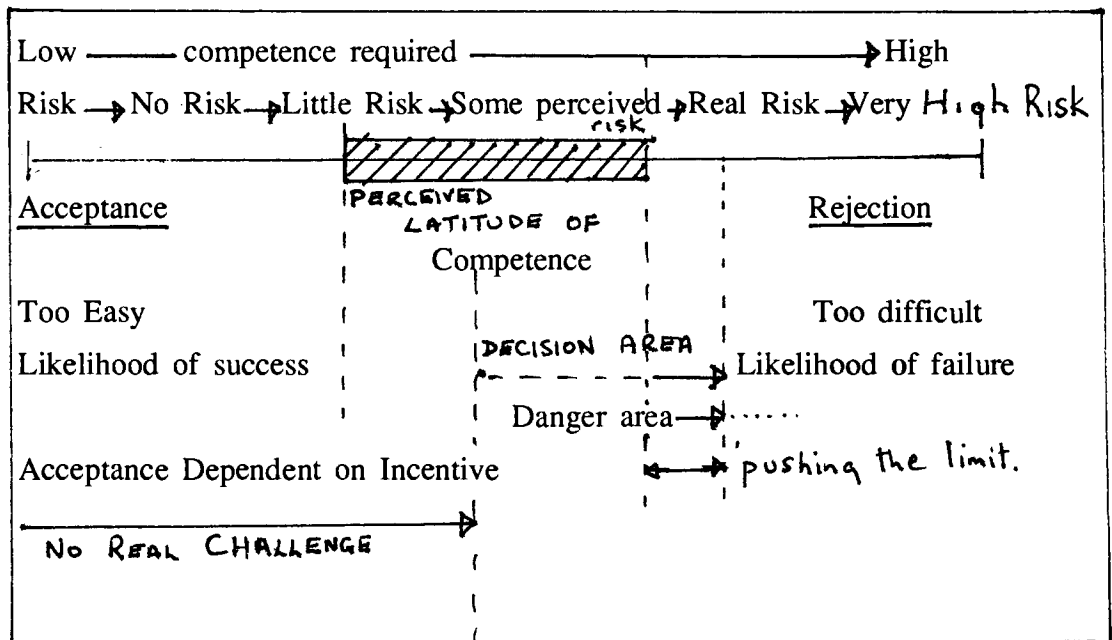 Low competence required High
Risk No Risk Little Risk Some perceived Real Risk Very High Risk
risk
PERCEIVED
Acceptance LATITUDE OF Rejection
Competence
Too Easy Too difficult
DECISION AREA
Likelihood of success Likelihood of failure
Danger area ......
Acceptance Dependent on Incentive 'pushing the limit.
NO REAL CHALLENGE